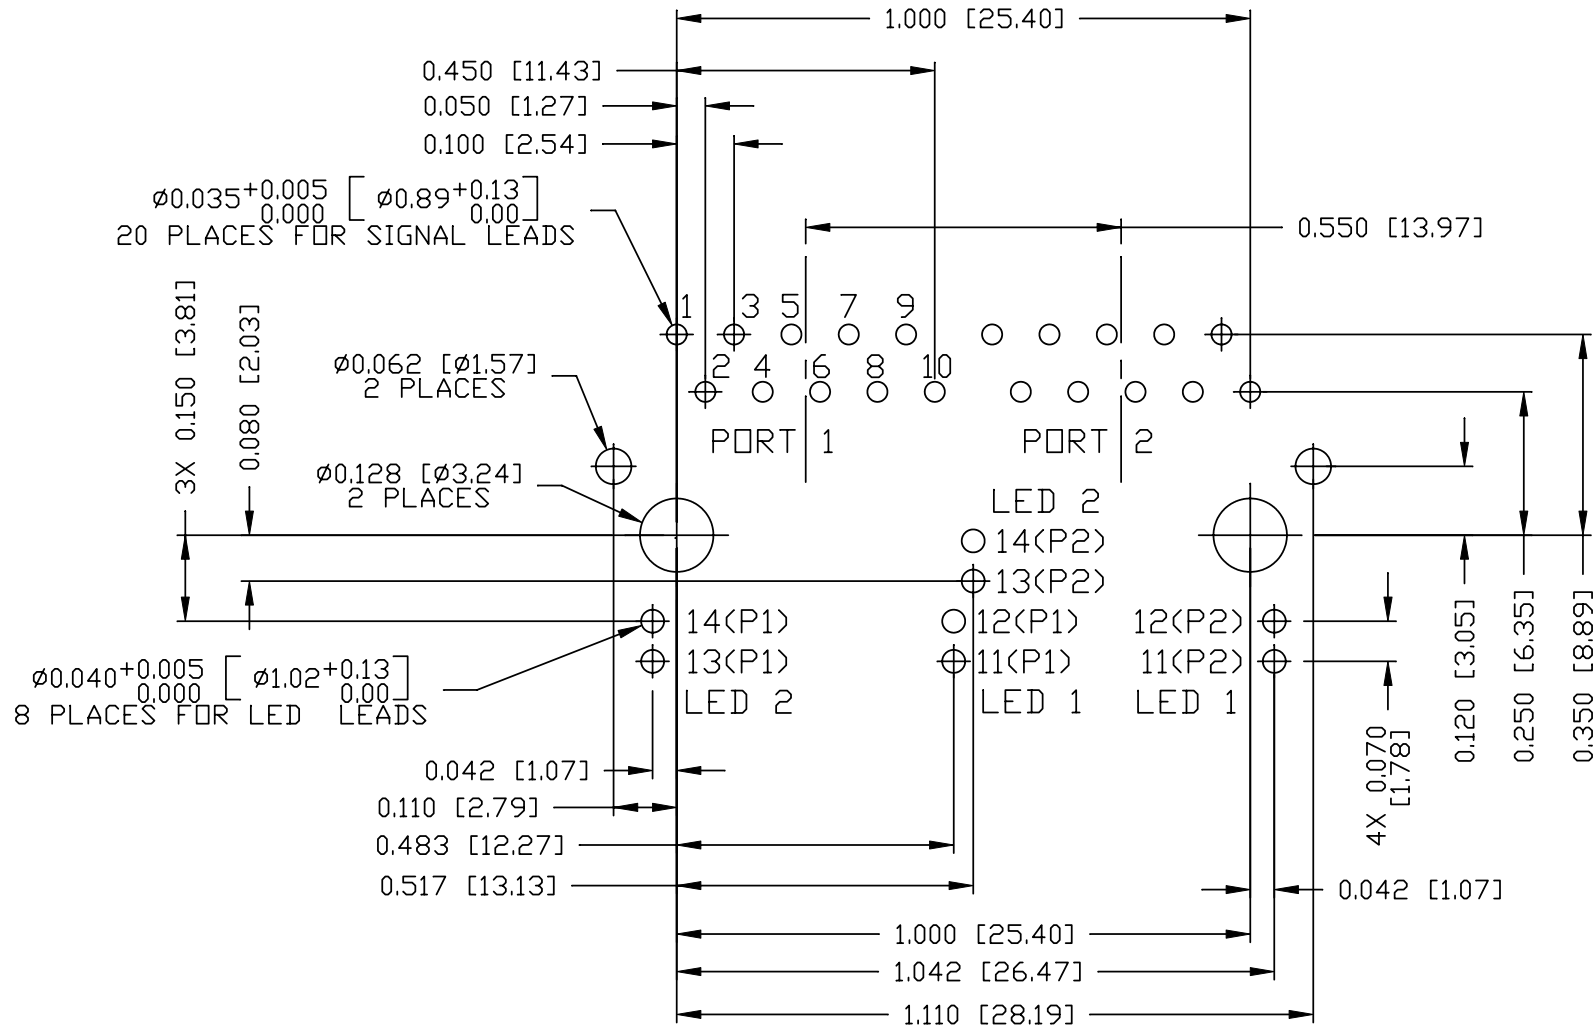 1.000 [25.40]
0.450 [11.43]
0.050 [1.27]
0.100 [2.54]
ø0.035+0.005 [ ø0.89+0.13 ]
0.000 0.00
20 PLACES FOR SIGNAL LEADS
0.550 [13.97]
3X 0.150 [3.81]
0.080 [2.03]
1 3 5 7 9
2 4 6 8 10
ø0.062 [ø1.57]
2 PLACES
PORT 1 PORT 2
ø0.128 [ø3.24]
2 PLACES
LED 2
14(P2)
13(P2)
14(P1) 12(P1) 12(P2)
13(P1) 11(P1) 11(P2)
LED 2 LED 1 LED 1
ø0.040+0.005 [ ø1.02+0.13 ]
0.000 0.00
8 PLACES FOR LED LEADS
0.120 [3.05]
0.250 [6.35]
0.350 [8.89]
4X 0.070
[1.78]
0.042 [1.07]
0.110 [2.79]
0.483 [12.27]
0.517 [13.13]
0.042 [1.07]
1.000 [25.40]
1.042 [26.47]
1.110 [28.19]